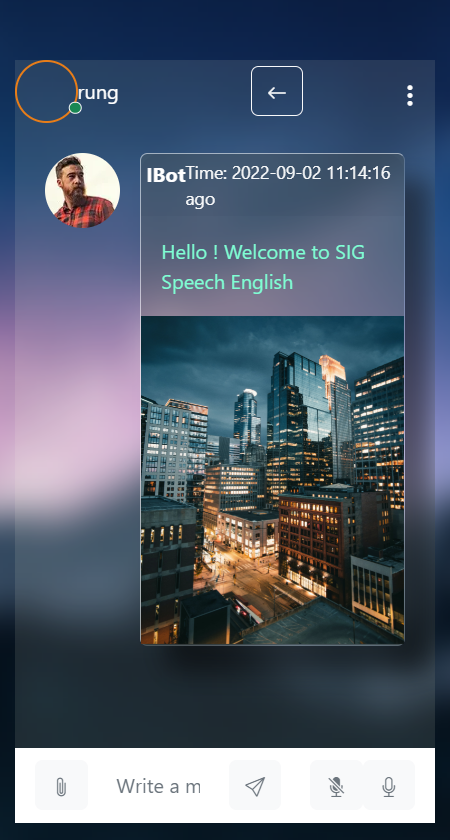 rung
IBot Time: 2022-09-02 11:14:16
ago
Hello ! Welcome to SIG
Speech English
Write a m